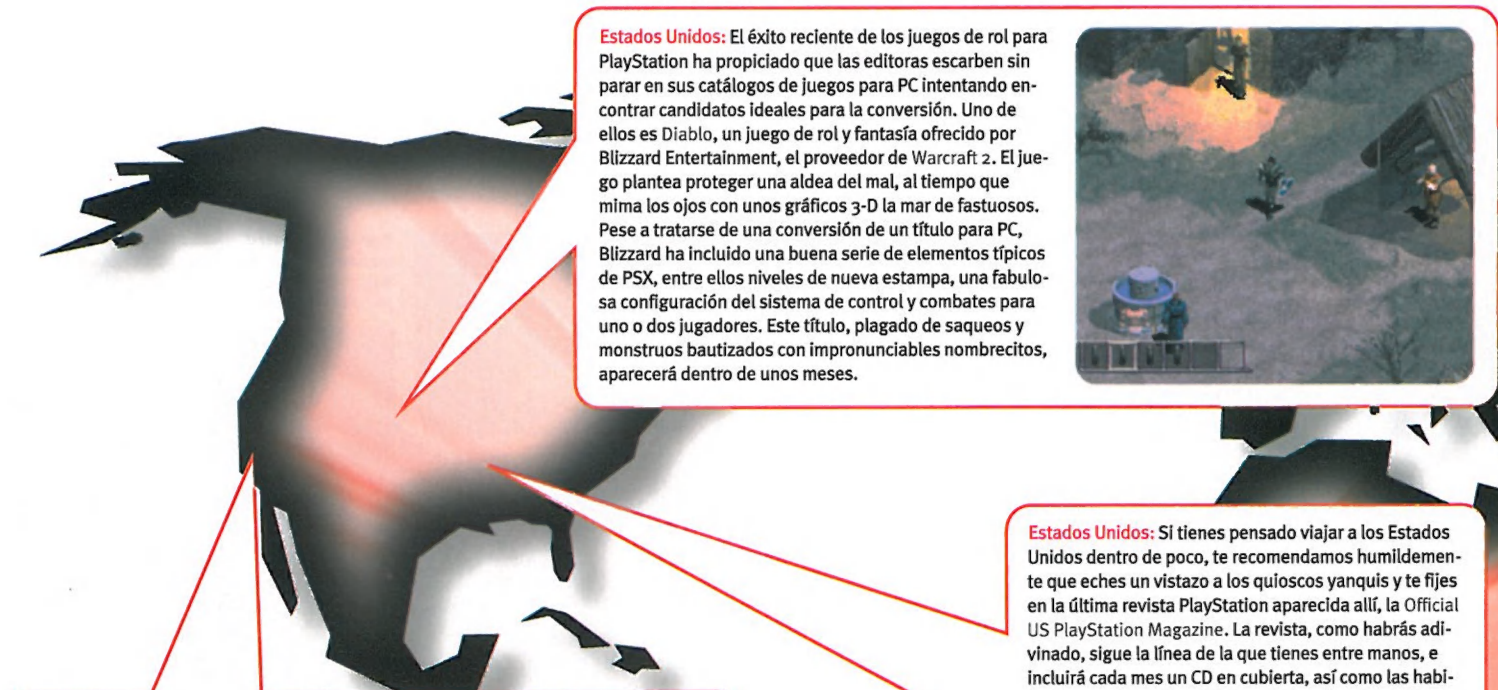 Estados Unidos: El éxito reciente de los juegos de rol para
PlayStation ha propiciado que las editoras escarben sin
parar en sus catálogos de juegos para PC intentando en-
contrar candidatos ideales para la conversión. Uno de
ellos es Diablo, un juego de rol y fantasía ofrecido por
Blizzard Entertainment, el proveedor de Warcraft 2. El jue-
go plantea proteger una aldea del mal, al tiempo que
mima los ojos con unos gráficos 3-D la mar de fastuosos.
Pese a tratarse de una conversión de un título para PC,
Blizzard ha incluido una buena serie de elementos típicos
de PSX, entre ellos niveles de nueva estampa, una fabulo-
sa configuración del sistema de control y combates para
uno o dos jugadores. Este título, plagado de saqueos y
monstruos bautizados con impronunciables nombrecitos,
aparecerá dentro de unos meses.
Estados Unidos: Si tienes pensado viajar a los Estados
Unidos dentro de poco, te recomendamos humildemen-
te que eches un vistazo a los quioscos yanquis y te fijes
en la última revista PlayStation aparecida allí, la Official
US PlayStation Magazine. La revista, como habrás adi-
vinado, sigue la línea de la que tienes entre manos, e
incluirá cada mes un CD en cubierta, así como las habi-